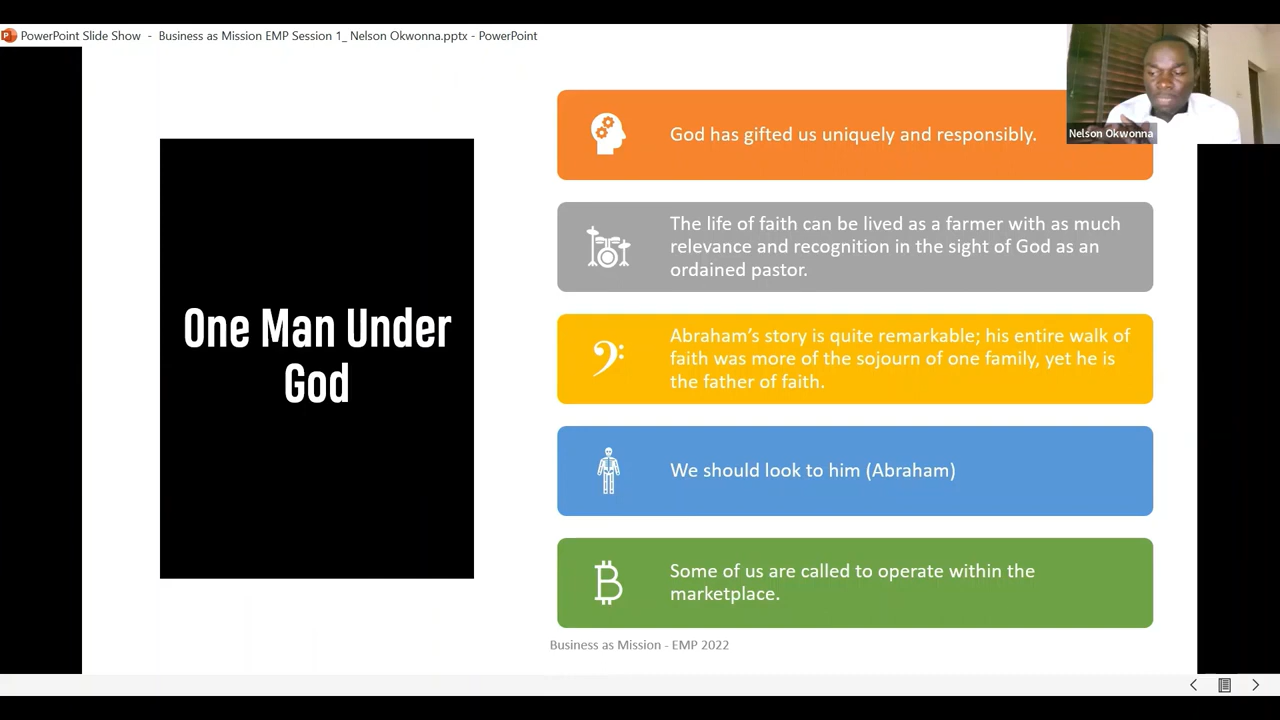 PowerPoint Slide Show - Business as Mission EMP Session 1_ Nelson Okwonna.pptx - PowerPoint
Nelson Okwonna
One Man Under
God
God has gifted us uniquely and responsibly.
The life of faith can be lived as a farmer with as much
relevance and recognition in the sight of God as an
ordained pastor.
Abraham’s story is quite remarkable; his entire walk of
faith was more of the sojourn of one family, yet he is
the father of faith.
We should look to him (Abraham)
Some of us are called to operate within the
marketplace.
Business as Mission - EMP 2022